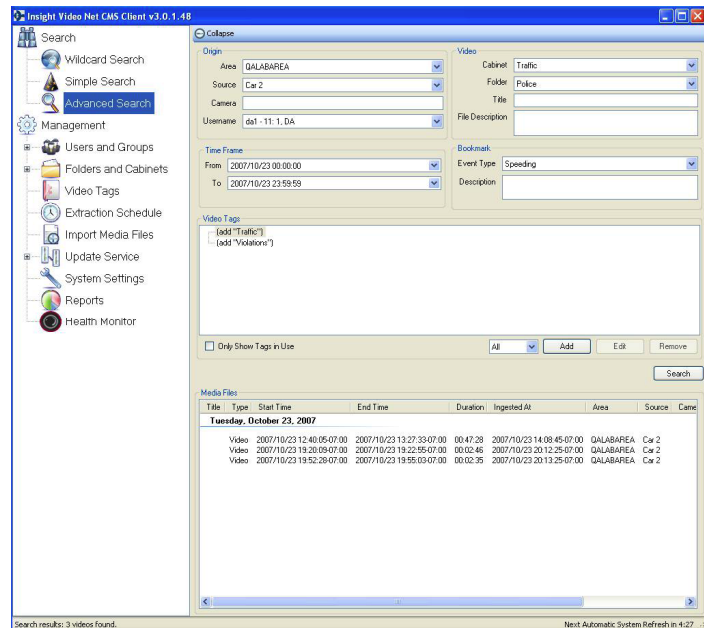 Insight Video Net CMS Client v3.0.1.48
Search
Wildcard Search
Simple Search
Advanced Search
Management
Users and Groups
Folders and Cabinets
Video Tags
Extraction Schedule
Import Media Files
Update Service
System Settings
Reports
Health Monitor
Collapse
Origin
Area QALABAREA
Source Car 2
Camera
Username da1 - 11: 1, DA
Video
Cabinet Traffic
Folder Police
Title
File Description
Time Frame
From 2007/10/23 00:00:00
To 2007/10/23 23:59:59
Bookmark
Event Type Speeding
Description
Video Tags
(add "Traffic")
(add "Violations")
Only Show Tags in Use
All Add Edit Remove
Search
Media Files
Title Type Start Time End Time Duration Ingested At Area Source Came
Tuesday, October 23, 2007
Video 2007/10/23 12:40:05-07:00 2007/10/23 13:27:33-07:00 00:47:28 2007/10/23 14:08:45-07:00 QALABAREA Car 2
Video 2007/10/23 19:20:09-07:00 2007/10/23 19:22:55-07:00 00:02:46 2007/10/23 20:12:25-07:00 QALABAREA Car 2
Video 2007/10/23 19:52:28-07:00 2007/10/23 19:55:03-07:00 00:02:35 2007/10/23 20:13:25-07:00 QALABAREA Car 2
Search results: 3 videos found.
Next Automatic System Refresh in 4:27